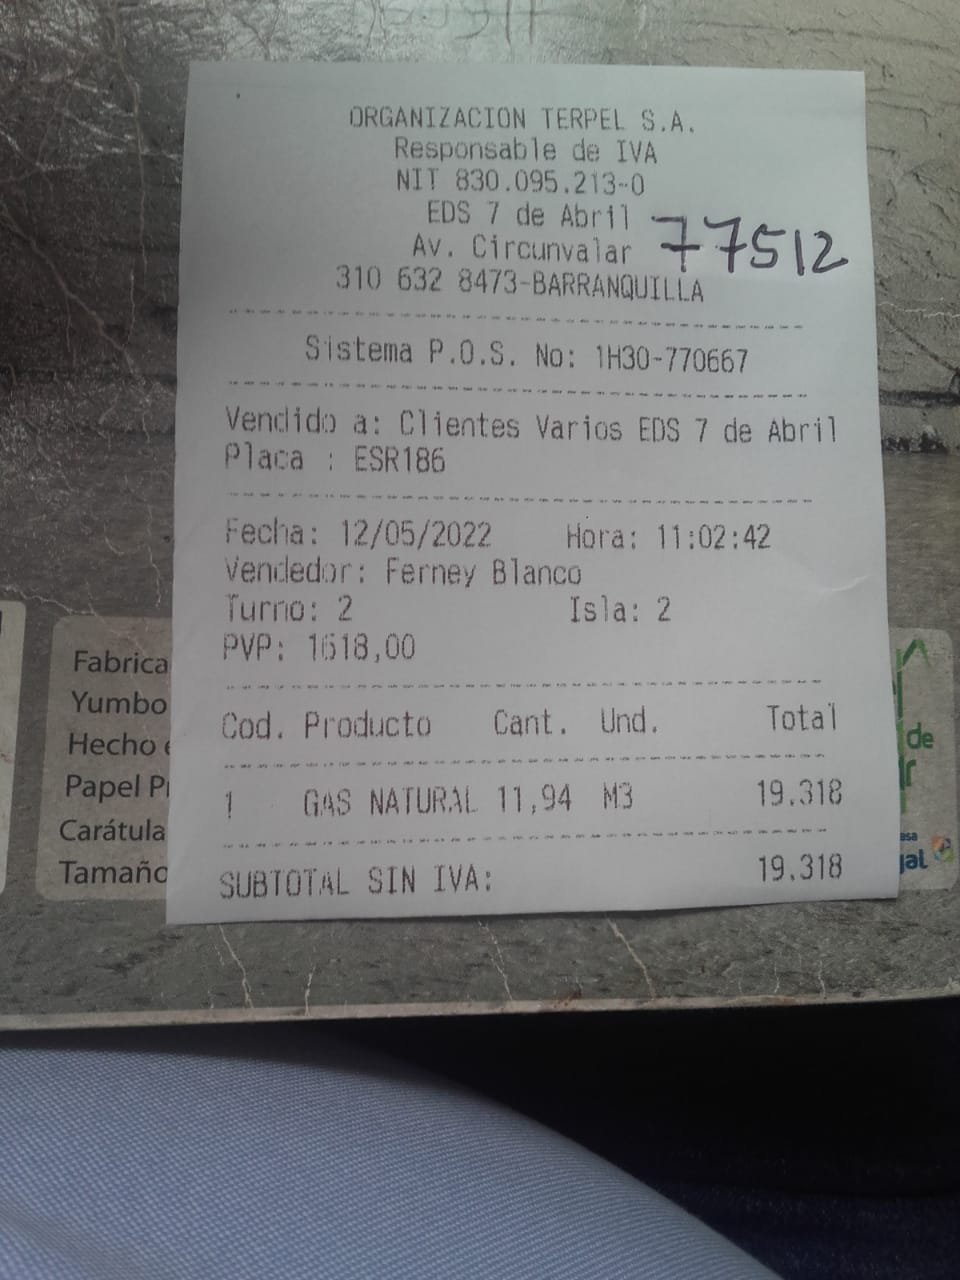 ORGANIZACION TERPEL S.A.
Responsable de IVA
NIT 830.095.213-0
EDS 7 de Abril
77512
Av. Circunvalar
310 632 8473-BARRANQUILLA
Sistema P.O.S. No: 1H30-770667
Vendido a: Clientes Varios EDS 7 de Abril
Placa : ESR186
Fecha: 12/05/2022 Hora: 11:02:42
Vendedor: Ferney Blanco
Turno: 2 Isla: 2
PVP: 1618,00
Cod. Producto Cant. Und. Total
1 GAS NATURAL 11,94 M3 19.318
SUBTOTAL SIN IVA: 19.318
Fabrica
Yumbo
Hecho
Papel
Carátula
Tamaño
de